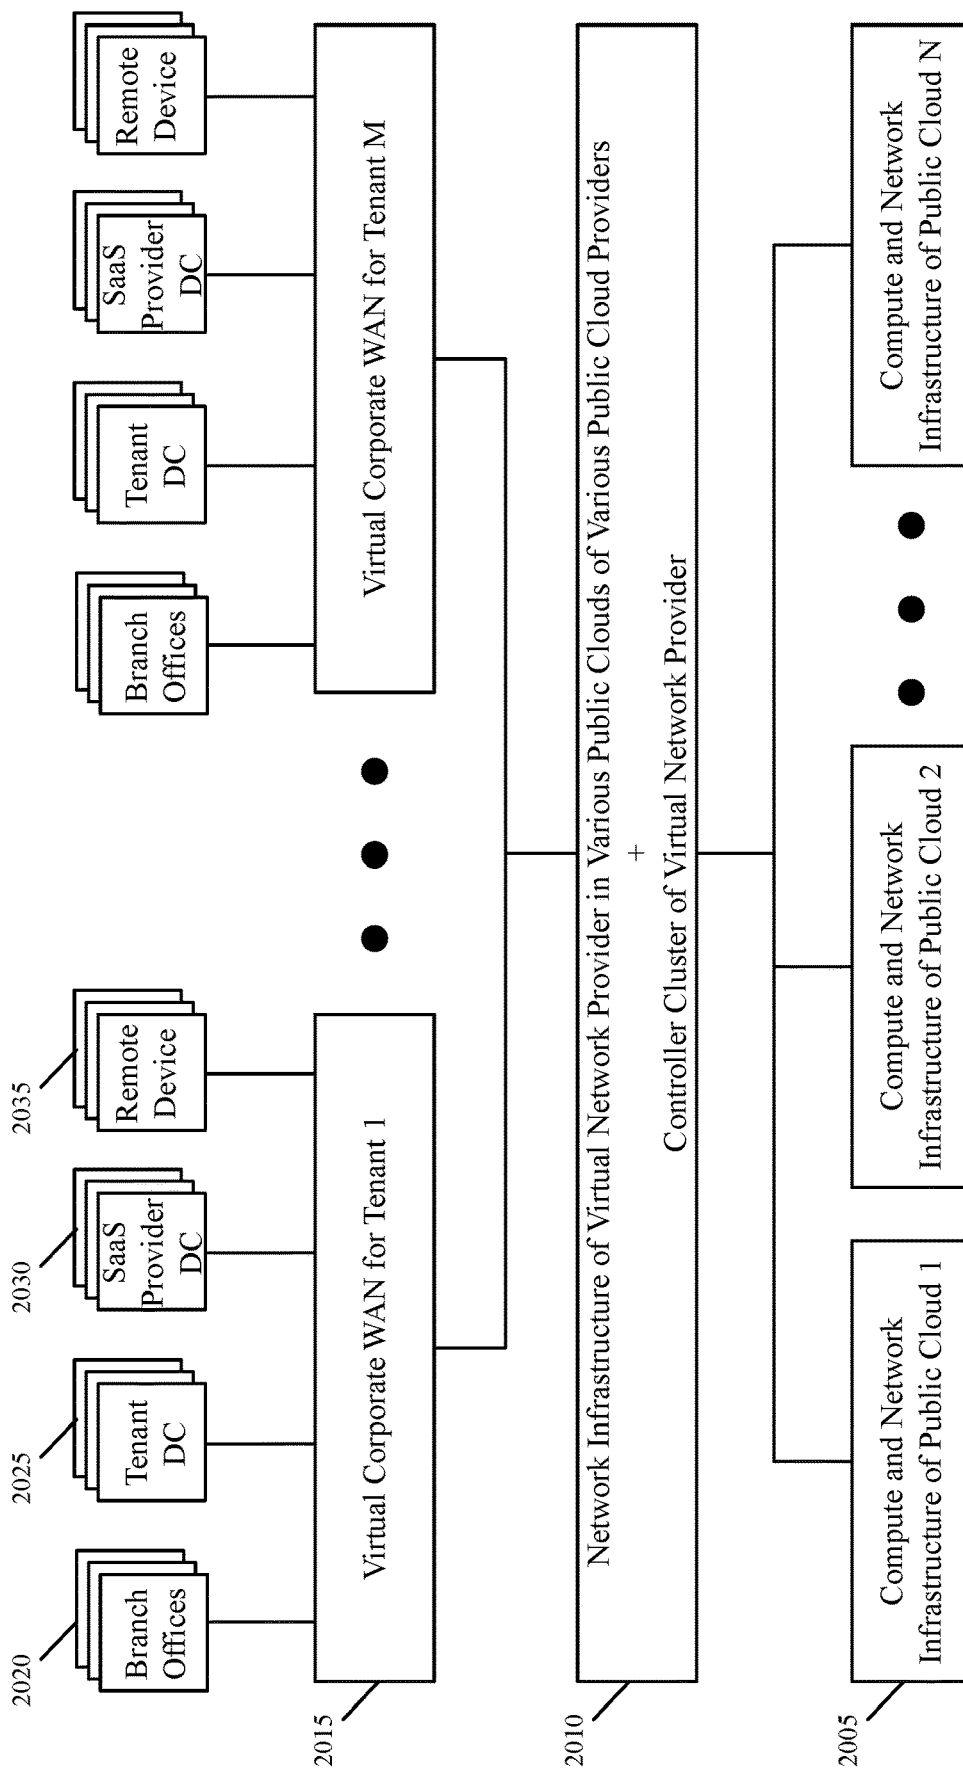 2020
2025
2030
2035
Branch
Offices
Tenant
DC
SaaS
Provider
DC
Remote
Device
Branch
Offices
Tenant
DC
SaaS
Provider
DC
Remote
Device
2015
Virtual Corporate WAN for Tenant 1
Virtual Corporate WAN for Tenant M
2010
Network Infrastructure of Virtual Network Provider in Various Public Clouds of Various Public Cloud Providers
+
Controller Cluster of Virtual Network Provider
2005
Compute and Network
Infrastructure of Public Cloud 1
Compute and Network
Infrastructure of Public Cloud 2
Compute and Network
Infrastructure of Public Cloud N